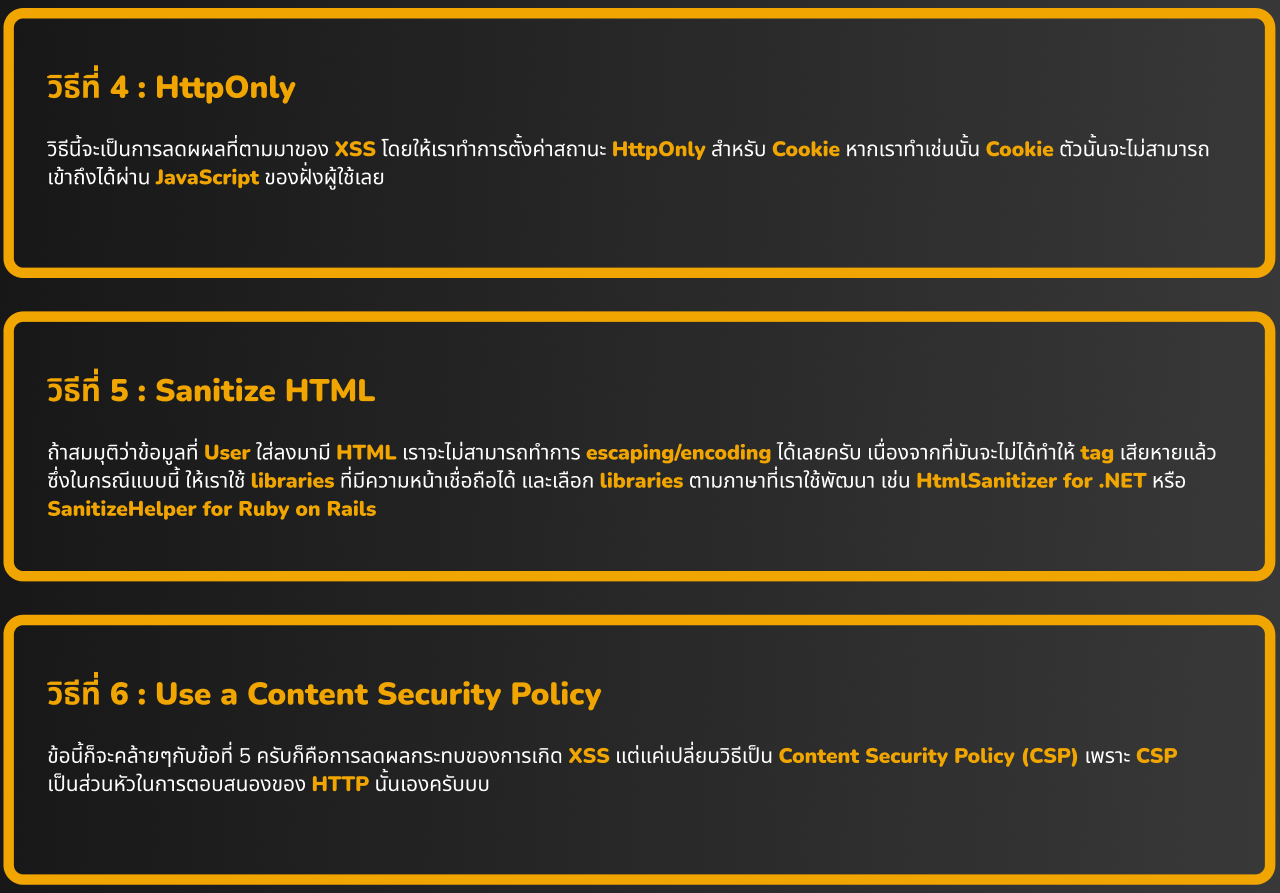 วิธีที่ 4 : HttpOnly
วิธีนี้จะเป็นการลดผผลที่ตามมาของ XSS โดยให้เราทำการตั้งค่าสถานะ HttpOnly สำหรับ Cookie หากเราทำเช่นนั้น Cookie ตัวนั้นจะไม่สามารถ
เข้าถึงได้ผ่าน JavaScript ของฝั่งผู้ใช้เลย
วิธีที่ 5 : Sanitize HTML
ถ้าสมมุติว่าข้อมูลที่ User ใส่ลงมามี HTML เราจะไม่สามารถทำการ escaping/encoding ได้เลยครับ เนื่องจากที่มันจะไม่ได้ทำให้ tag เสียหายแล้ว
ซึ่งในกรณีแบบนี้ ให้เราใช้ libraries ที่มีความหน้าเชื่อถือได้ และเลือก libraries ตามภาษาที่เราใช้พัฒนา เช่น HtmlSanitizer for .NET หรือ
SanitizeHelper for Ruby on Rails
วิธีที่ 6 : Use a Content Security Policy
ข้อนี้ก็จะคล้ายๆกับข้อที่ 5 ครับก็คือการลดผลกระทบของการเกิด XSS แต่แค่เปลี่ยนวิธีเป็น Content Security Policy (CSP) เพราะ CSP
เป็นส่วนหัวในการตอบสนองของ HTTP นั้นเองครับบบ